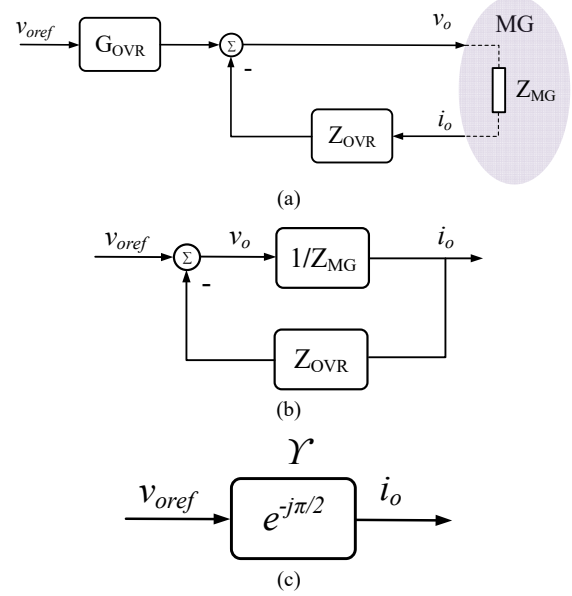 MG
v_oref
G_OVR
Σ
v_o
-
Z_MG
Z_OVR
i_o
(a)
v_oref
Σ
v_o
1/Z_MG
i_o
-
Z_OVR
(b)
ϒ
v_oref
e^-jπ/2
i_o
(c)